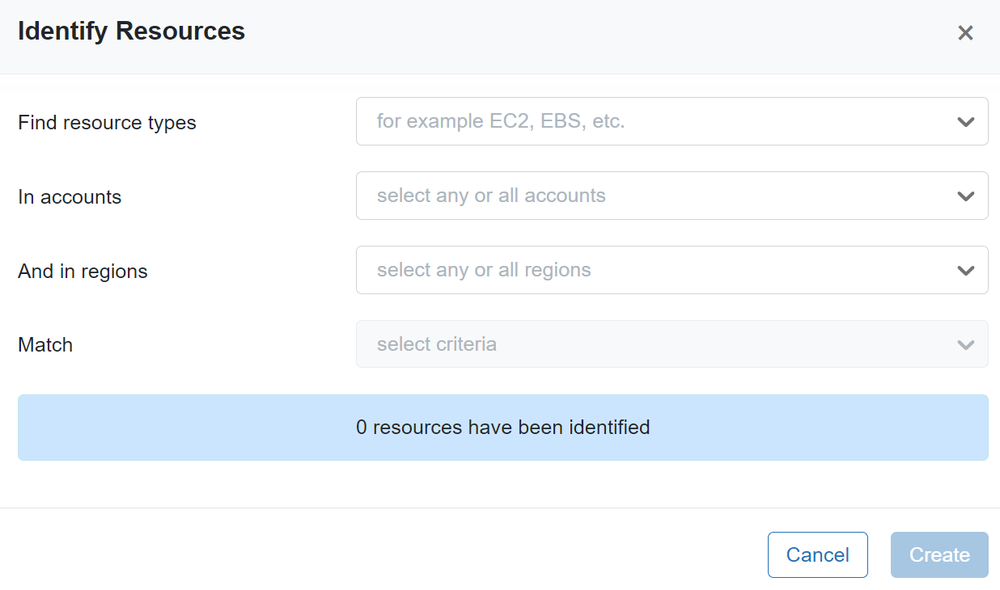 Identify Resources
Find resource types
for example EC2, EBS, etc.
In accounts
select any or all accounts
And in regions
select any or all regions
Match
select criteria
0 resources have been identified
Cancel
Create